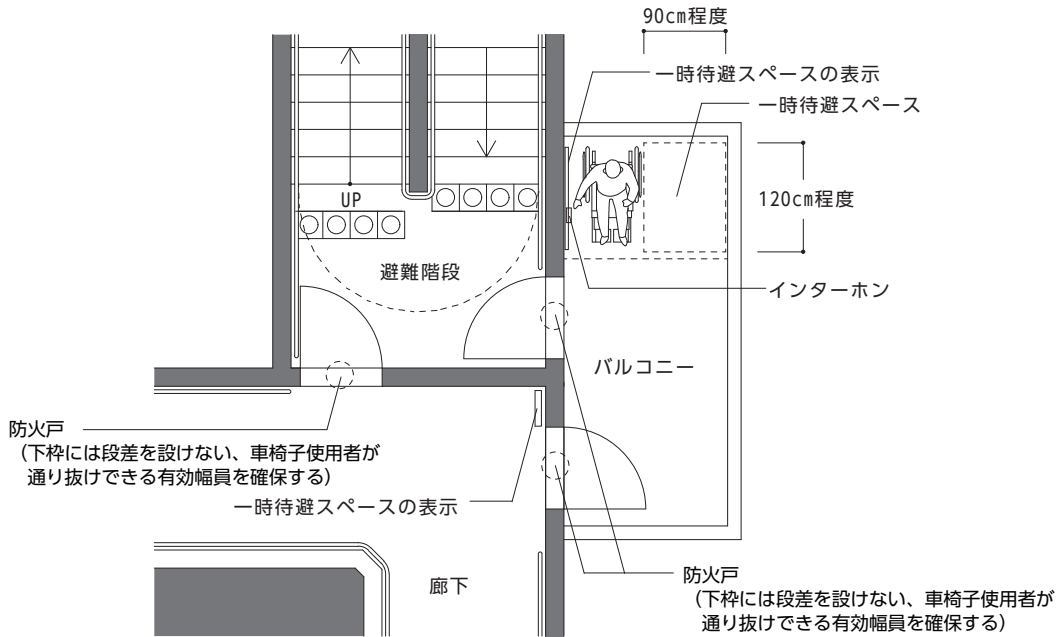 90cm程度
一時待避スペースの表示
一時待避スペース
120cm程度
UP
避難階段
インターホン
バルコニー
防火戸
(下枠には段差を設けない、車椅子使用者が
通り抜けできる有効幅員を確保する)
一時待避スペースの表示
廊下
防火戸
(下枠には段差を設けない、車椅子使用者が
通り抜けできる有効幅員を確保する)